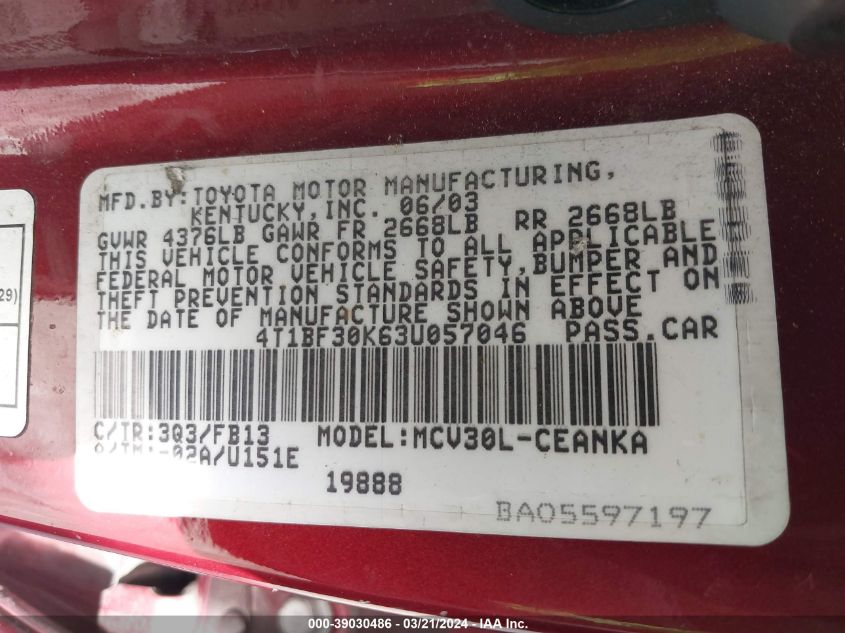 MFD.BY:TOYOTA MOTOR MANUFACTURING,
KENTUCKY,INC. 06/03
GVWR 4376LB GAWR FR 2668LB RR 2668LB
THIS VEHICLE CONFORMS TO ALL APPLICABLE
FEDERAL MOTOR VEHICLE SAFETY,BUMPER AND
THEFT PREVENTION STANDARDS IN EFFECT ON
THE DATE OF MANUFACTURE SHOWN ABOVE
4T1BF30K63U057046 PASS.CAR
C/TR:3Q3/FB13 MODEL:MCV30L-CEANKA
A/TM:-02A/U151E
19888
BA05597197
29)
# 39030486 - 03/21/2024 - IAA, Inc.